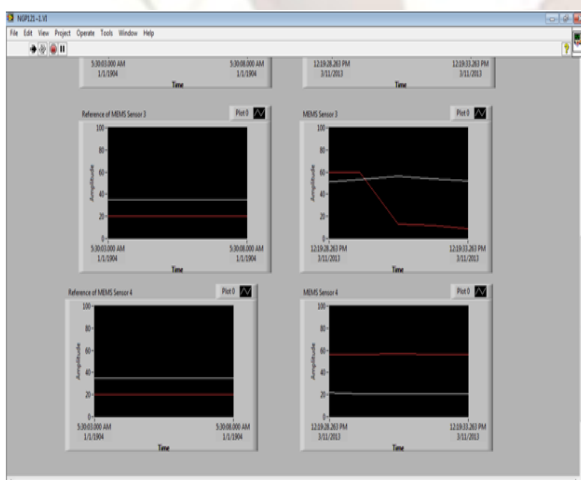 NGP121~1.VI
File Edit View Project Operate Tools Window Help
5:30:03.000 AM 5:30:08.000 AM
1/1/1904 1/1/1904
Time
12:19:28.263 PM 12:19:33.263 PM
3/11/2013 3/11/2013
Time
Reference of MEMS Sensor 3 Plot 0
100
80
60
40
20
0
Amplitude
5:30:03.000 AM 5:30:08.000 AM
1/1/1904 1/1/1904
Time
MEMS Sensor 3 Plot 0
100
80
60
40
20
0
Amplitude
12:19:28.263 PM 12:19:33.263 PM
3/11/2013 3/11/2013
Time
Reference of MEMS Sensor 4 Plot 0
100
80
60
40
20
0
Amplitude
5:30:03.000 AM 5:30:08.000 AM
1/1/1904 1/1/1904
Time
MEMS Sensor 4 Plot 0
100
80
60
40
20
0
Amplitude
12:19:28.263 PM 12:19:33.263 PM
3/11/2013 3/11/2013
Time